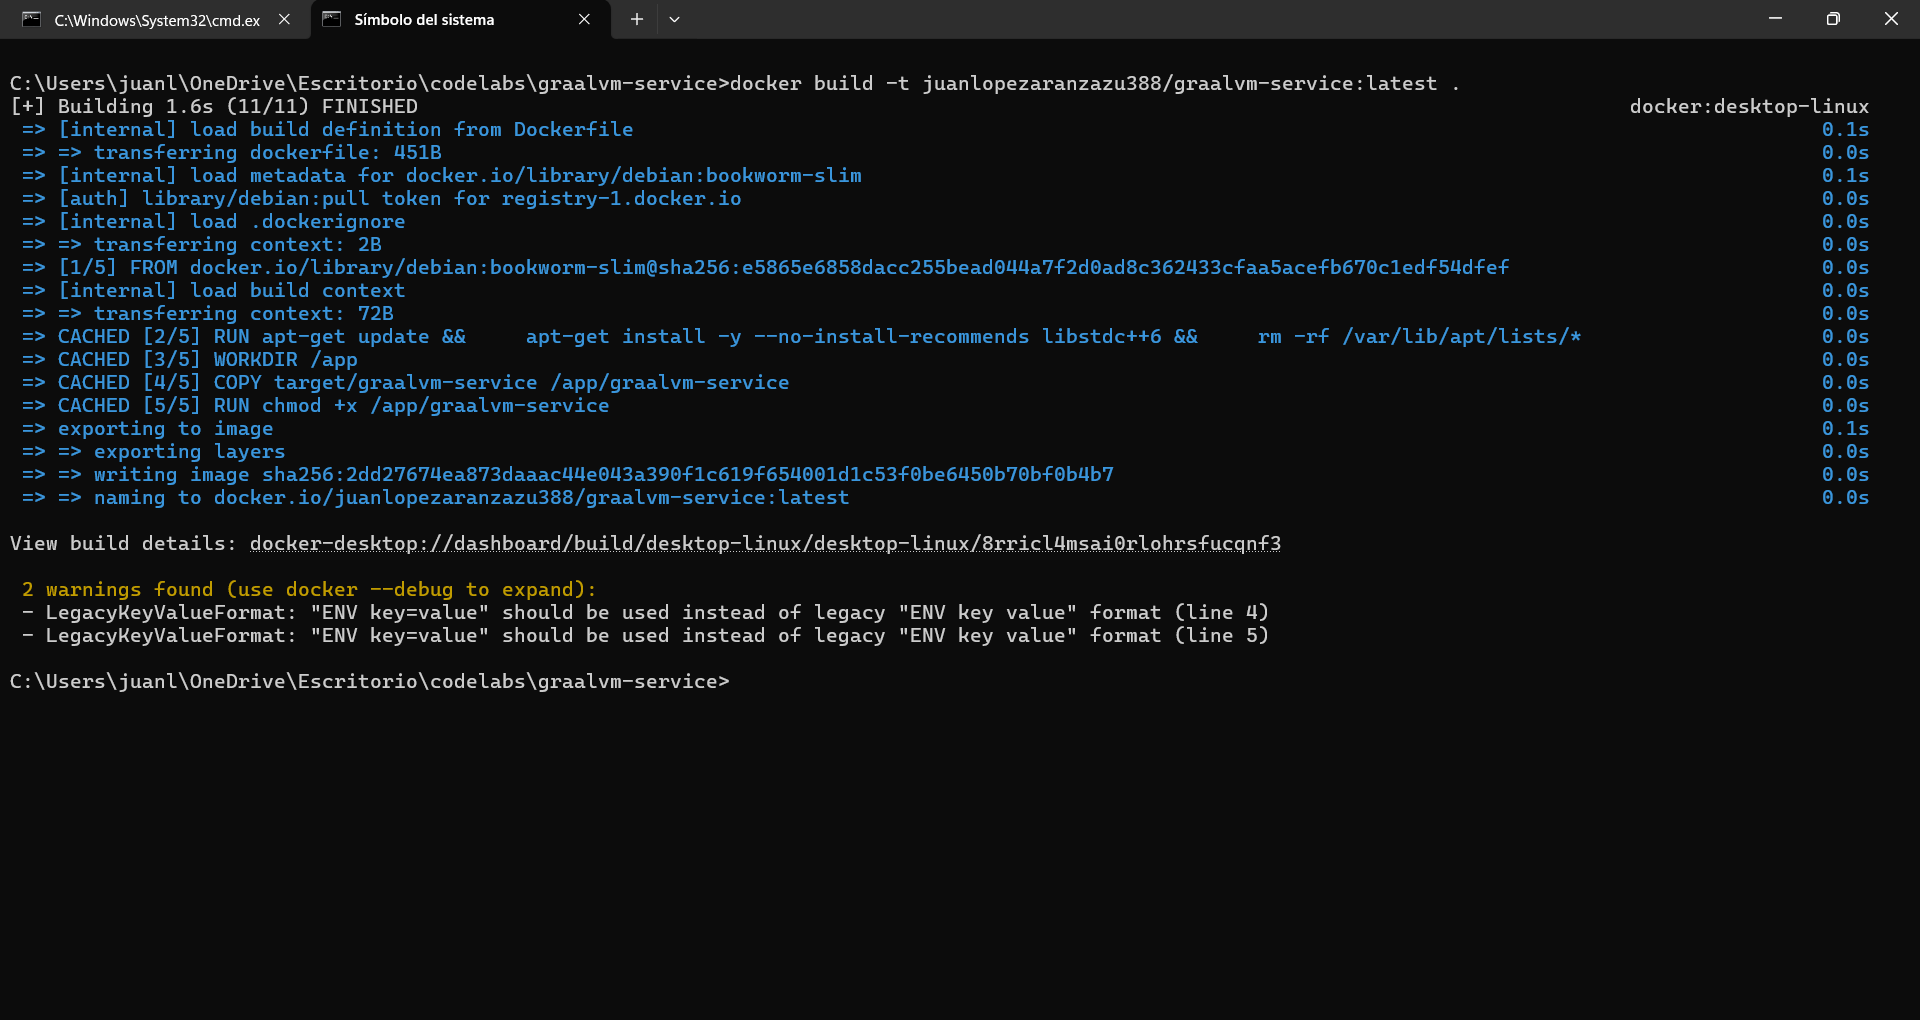 C:\Windows\System32\cmd.ex
Símbolo del sistema
C:\Users\juanl\OneDrive\Escritorio\codelabs\graalvm-service>docker build -t juanlopezaranzazu388/graalvm-service:latest .
[+] Building 1.6s (11/11) FINISHED docker:desktop-linux
=> [internal] load build definition from Dockerfile 0.1s
=> => transferring dockerfile: 451B 0.0s
=> [internal] load metadata for docker.io/library/debian:bookworm-slim 0.1s
=> [auth] library/debian:pull token for registry-1.docker.io 0.0s
=> [internal] load .dockerignore 0.0s
=> => transferring context: 2B 0.0s
=> [1/5] FROM docker.io/library/debian:bookworm-slim@sha256:e5865e6858dacc255bead044a7f2d0ad8c362433cfaa5acefb670c1edf54dfef 0.0s
=> [internal] load build context 0.0s
=> => transferring context: 72B 0.0s
=> CACHED [2/5] RUN apt-get update &&     apt-get install -y --no-install-recommends libstdc++6 &&     rm -rf /var/lib/apt/lists/* 0.0s
=> CACHED [3/5] WORKDIR /app 0.0s
=> CACHED [4/5] COPY target/graalvm-service /app/graalvm-service 0.0s
=> CACHED [5/5] RUN chmod +x /app/graalvm-service 0.0s
=> exporting to image 0.1s
=> => exporting layers 0.0s
=> => writing image sha256:2dd27674ea873daaac44e043a390f1c619f654001d1c53f0be6450b70bf0b4b7 0.0s
=> => naming to docker.io/juanlopezaranzazu388/graalvm-service:latest 0.0s
View build details: docker-desktop://dashboard/build/desktop-linux/desktop-linux/8rricl4msai0rlohrsfucqnf3
2 warnings found (use docker --debug to expand):
- LegacyKeyValueFormat: "ENV key=value" should be used instead of legacy "ENV key value" format (line 4)
- LegacyKeyValueFormat: "ENV key=value" should be used instead of legacy "ENV key value" format (line 5)
C:\Users\juanl\OneDrive\Escritorio\codelabs\graalvm-service>